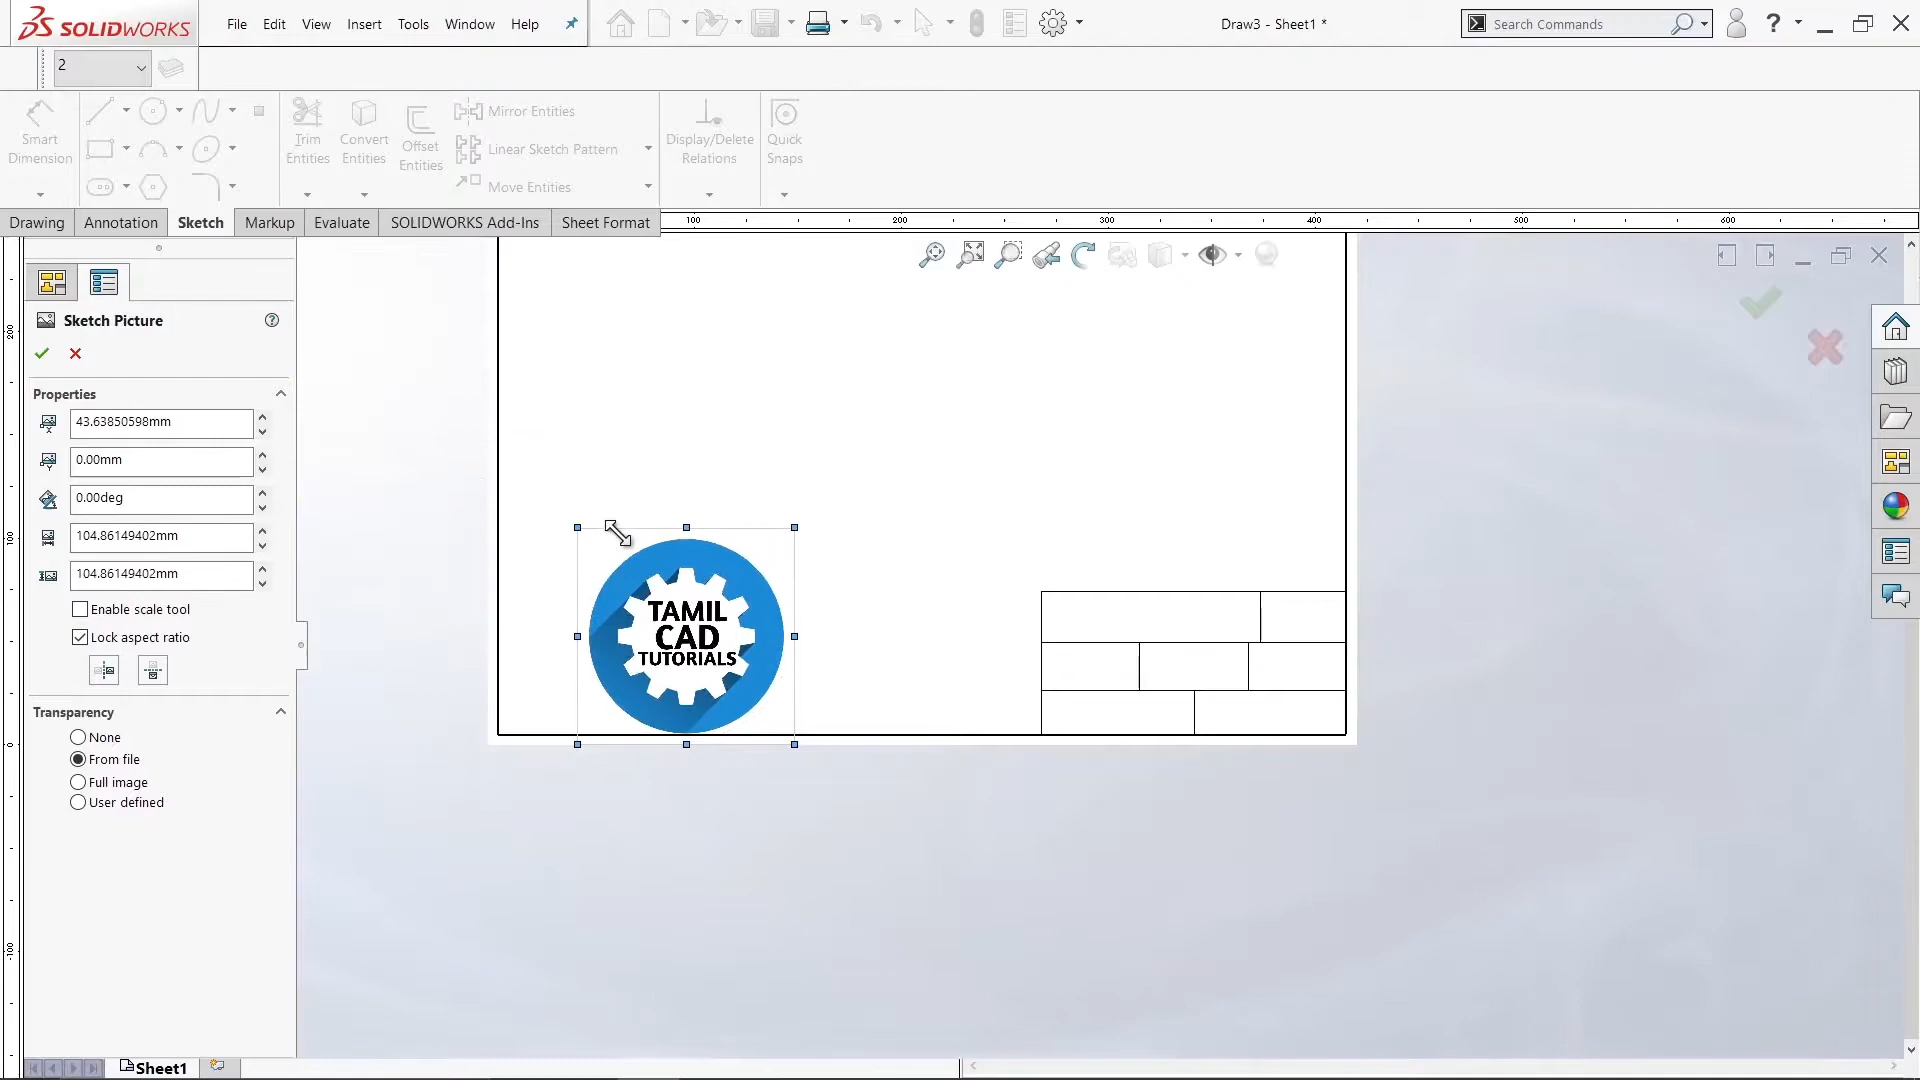 SOLIDWORKS
File Edit View Insert Tools Window Help
Draw3 - Sheet1 *
Search Commands
?
2
Smart Dimension
Trim Entities
Convert Entities
Offset Entities
Mirror Entities
Linear Sketch Pattern
Move Entities
Display/Delete Relations
Quick Snaps
Drawing Annotation Sketch Markup Evaluate SOLIDWORKS Add-Ins Sheet Format
100 200 300 400 500 600
Sketch Picture
?
Properties
43.63850598mm
0.00mm
0.00deg
104.86149402mm
104.86149402mm
Enable scale tool
Lock aspect ratio
Transparency
None
From file
Full image
User defined
200
100
0
-100
TAMIL
CAD
TUTORIALS
Sheet1